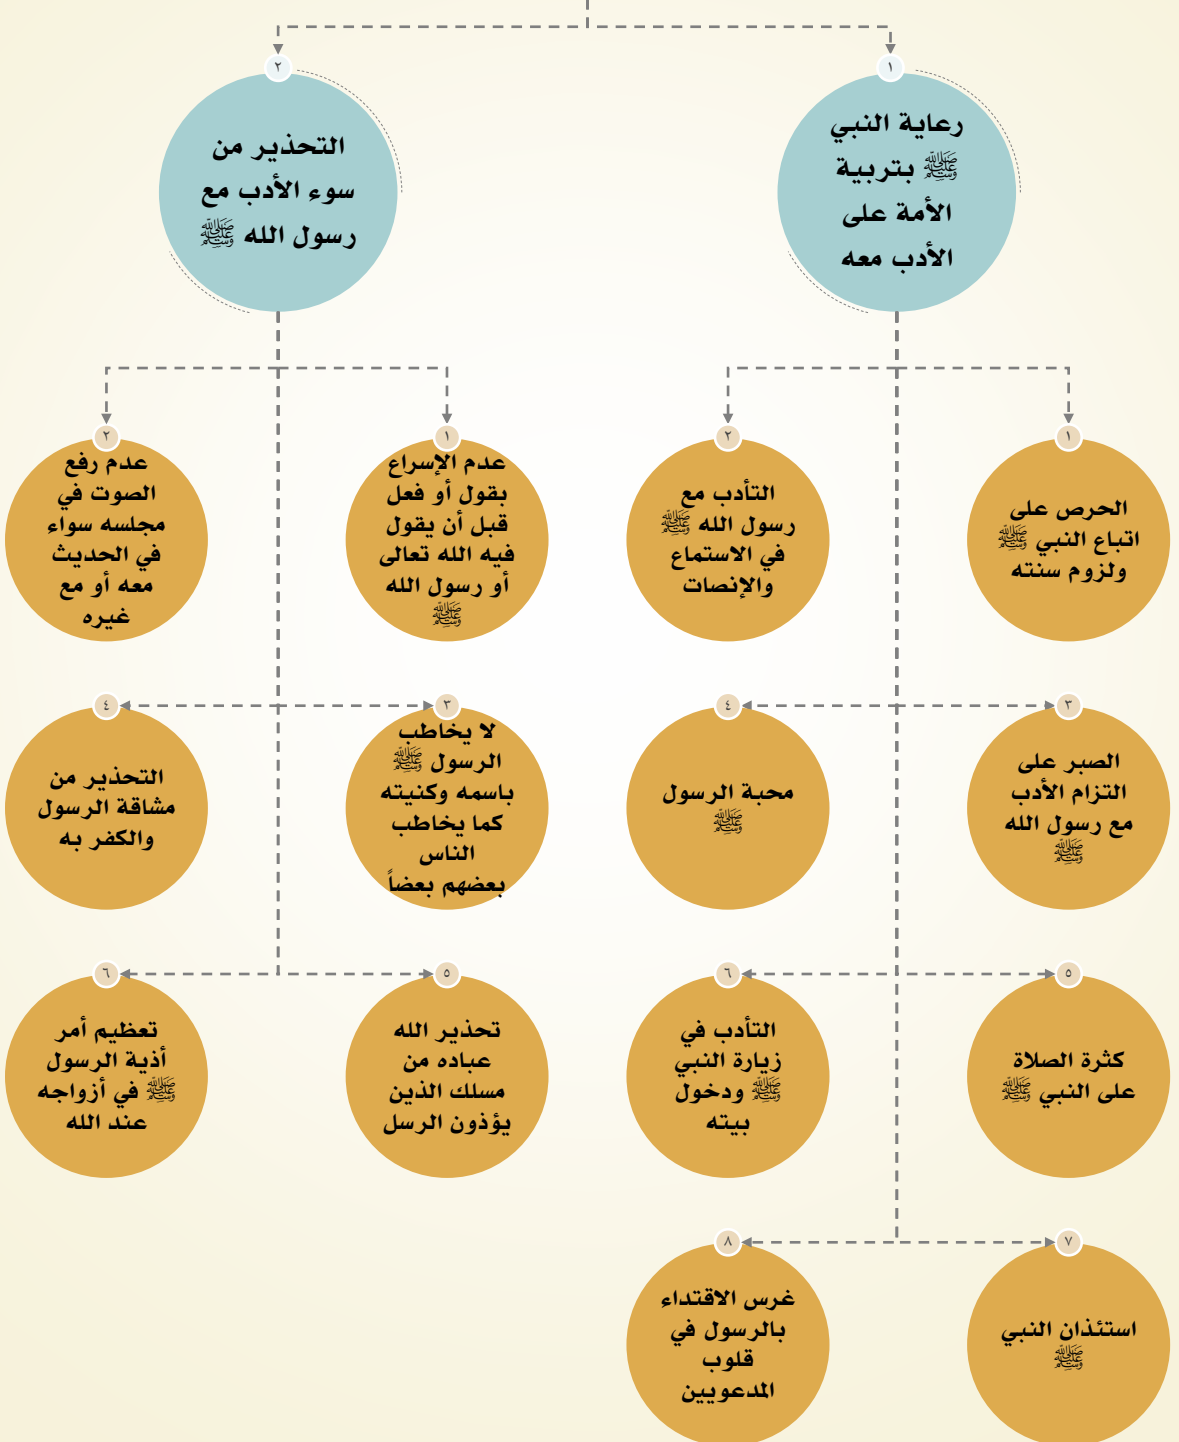 ١
رعاية النبي
ﷺ بتربية
الأمة على
الأدب معه
٢
التحذير من
سوء الأدب مع
رسول الله ﷺ
١
الحرص على
اتباع النبي ﷺ
ولزوم سنته
٢
التأدب مع
رسول الله ﷺ
في الاستماع
والإنصات
٣
الصبر على
التزام الأدب
مع رسول الله
ﷺ
٤
محبة الرسول
ﷺ
٥
كثرة الصلاة
على النبي ﷺ
٦
التأدب في
زيارة النبي
ﷺ ودخول
بيته
٧
استئذان النبي
ﷺ
٨
غرس الاقتداء
بالرسول في
قلوب
المدعويين
١
عدم الإسراع
بقول أو فعل
قبل أن يقول
فيه الله تعالى
أو رسول الله
ﷺ
٢
عدم رفع
الصوت في
مجلسه سواء
في الحديث
معه أو مع
غيره
٣
لا يخاطب
الرسول ﷺ
باسمه وكنيته
كما يخاطب
الناس
بعضهم بعضاً
٤
التحذير من
مشاقة الرسول
والكفر به
٥
تحذير الله
عباده من
مسلك الذين
يؤذون الرسل
٦
تعظيم أمر
أذية الرسول
ﷺ في أزواجه
عند الله